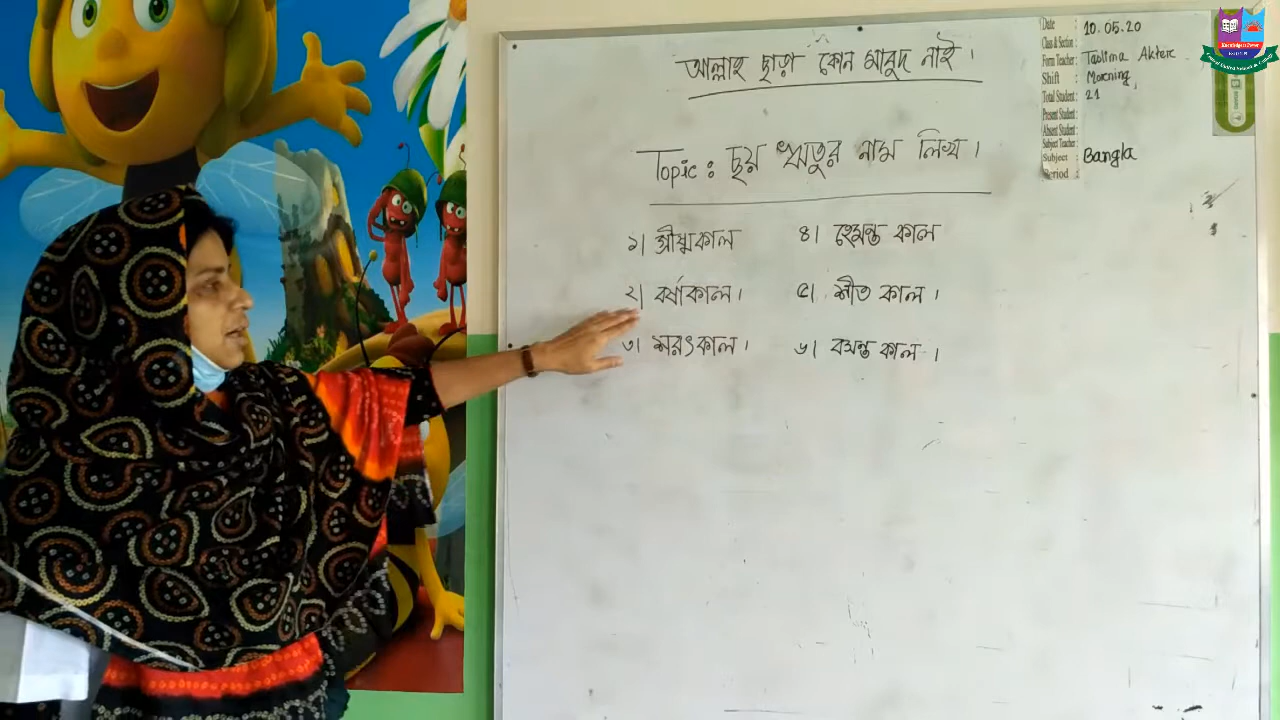 আল্লাহ ছাড়া কোন মাবুদ নাই।
Topic: ছয় ঋতুর নাম লিখ।
১। গ্রীষ্মকাল
২। বর্ষাকাল।
৩। শরৎকাল।
৪। হেমন্ত কাল
৫। শীত কাল।
৬। বসন্ত কাল।
Date : 10.05.20
Class & Section :
Form Teacher : Taslima Akter
Shift : Morning
Total Student : 21
Present Student :
Absent Student :
Subject Teacher :
Subject : Bangla
Period :